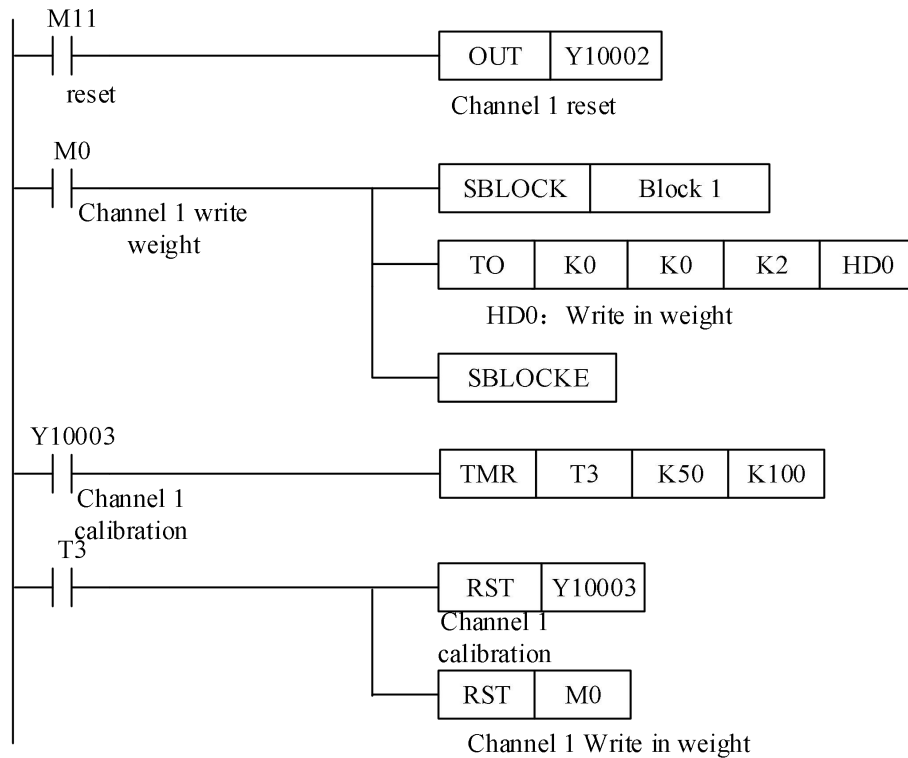 M11
OUT Y10002
reset
Channel 1 reset
M0
SBLOCK Block 1
Channel 1 write
weight
TO K0 K0 K2 HD0
HD0：Write in weight
SBLOCKE
Y10003
TMR T3 K50 K100
Channel 1
calibration
T3
RST Y10003
Channel 1
calibration
RST M0
Channel 1 Write in weight